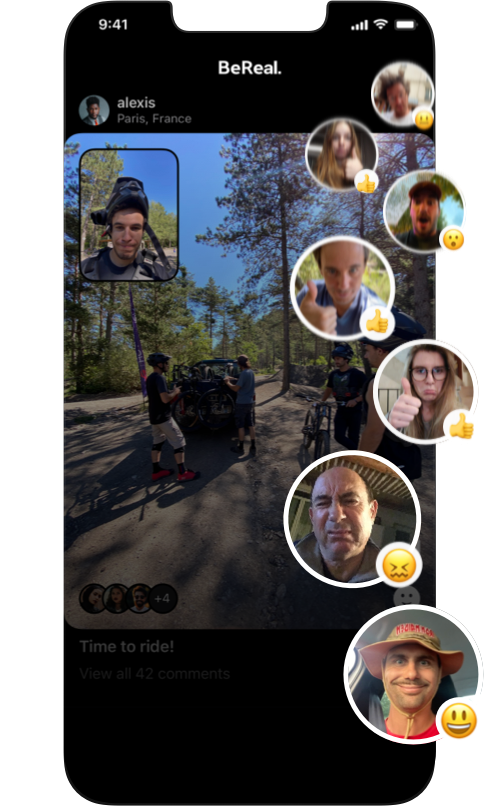 9:41
BeReal.
alexis
Paris, France
+4
Time to ride!
View all 42 comments